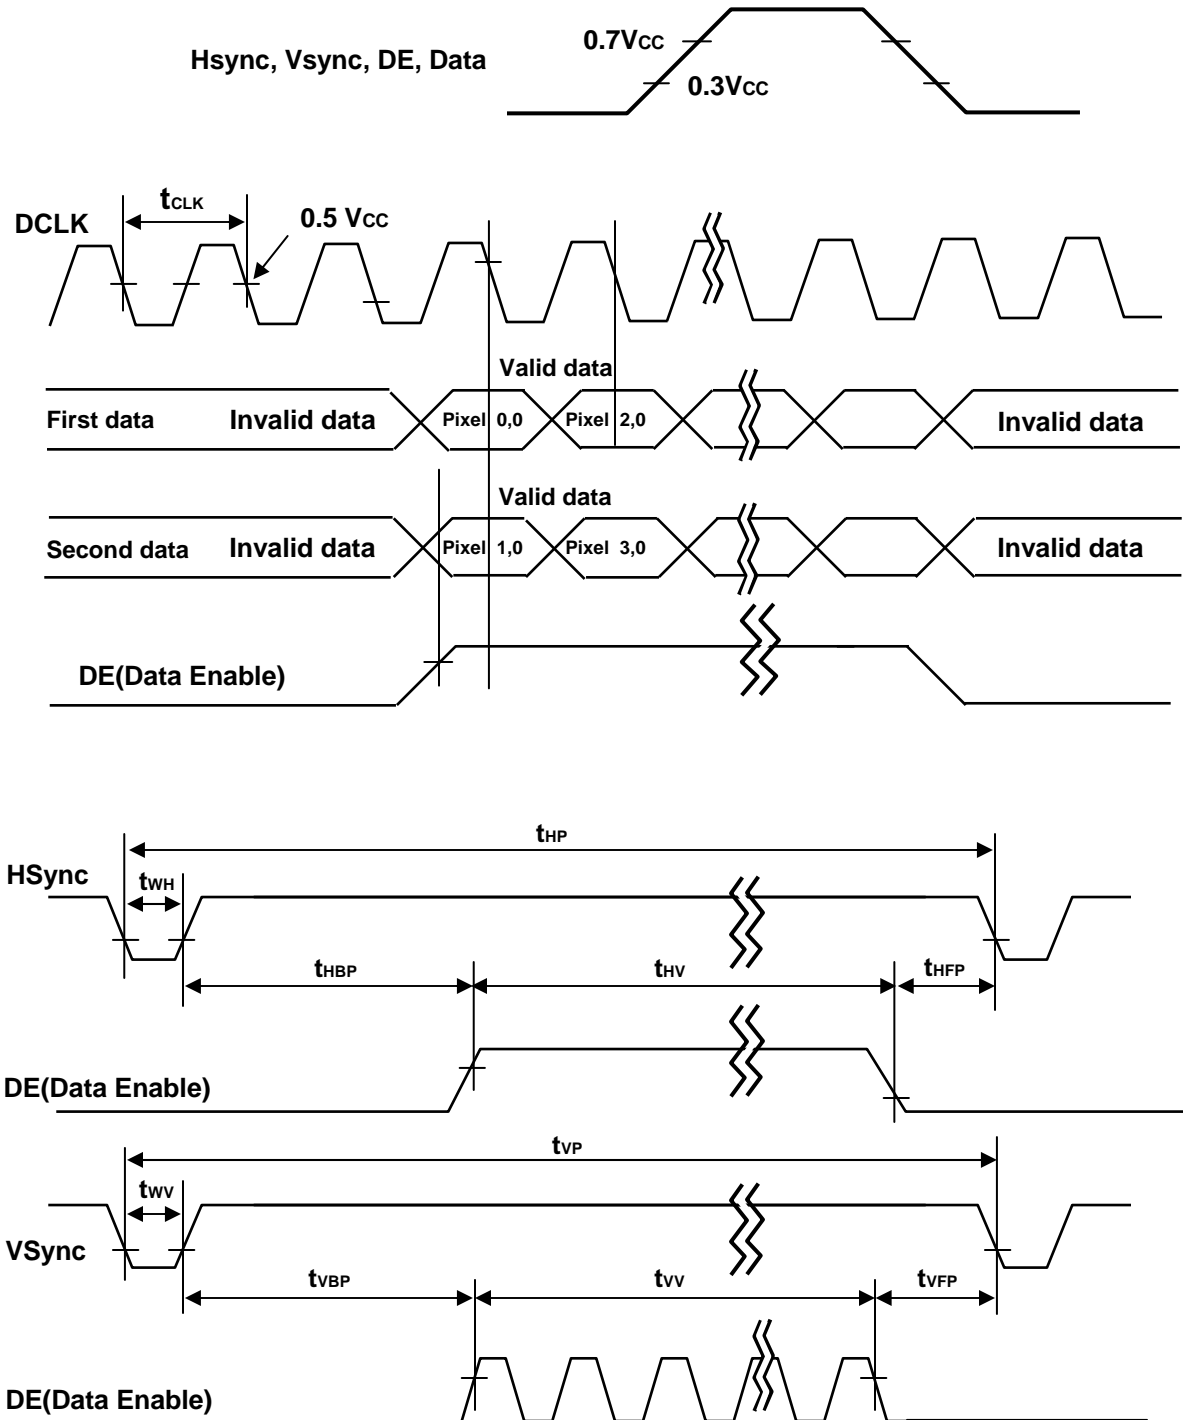 0.7VCC
Hsync, Vsync, DE, Data
0.3VCC
tCLK
DCLK
0.5 VCC
Valid data
First data
Invalid data
Pixel 0,0
Pixel 2,0
Invalid data
Valid data
Second data
Invalid data
Pixel 1,0
Pixel 3,0
Invalid data
DE(Data Enable)
tHP
HSync
tWH
tHBP
tHV
tHFP
DE(Data Enable)
tVP
tWV
VSync
tVBP
tVV
tVFP
DE(Data Enable)